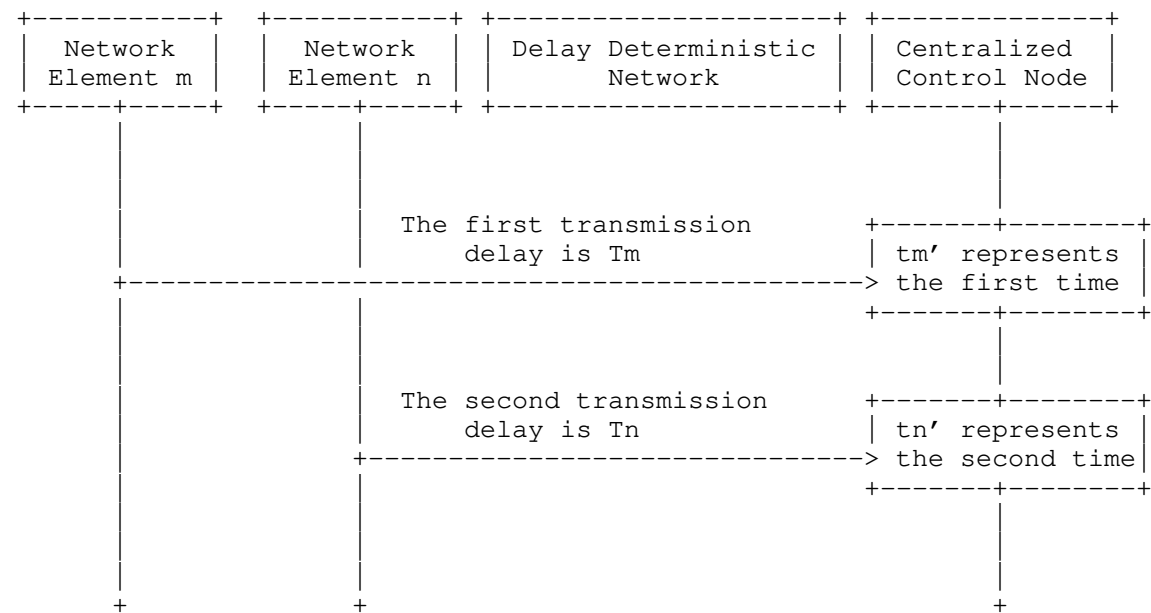 Network
Element m
Network
Element n
Delay Deterministic
Network
Centralized
Control Node
The first transmission
delay is Tm
tm′ represents
the first time
The second transmission
delay is Tn
tn′ represents
the second time